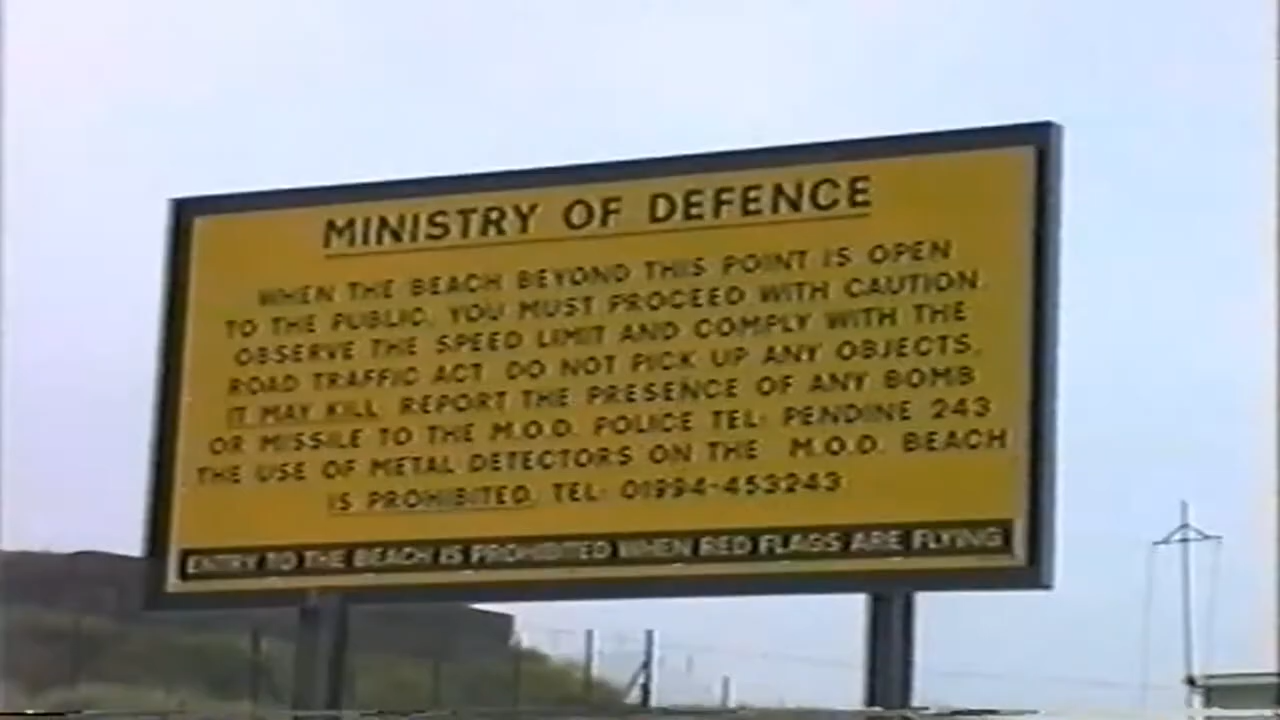 MINISTRY OF DEFENCE
WHEN THE BEACH BEYOND THIS POINT IS OPEN
TO THE PUBLIC, YOU MUST PROCEED WITH CAUTION.
OBSERVE THE SPEED LIMIT AND COMPLY WITH THE
ROAD TRAFFIC ACT DO NOT PICK UP ANY OBJECTS,
IT MAY KILL REPORT THE PRESENCE OF ANY BOMB
OR MISSILE TO THE M.O.D. POLICE TEL: PENDINE 243
THE USE OF METAL DETECTORS ON THE M.O.D. BEACH
IS PROHIBITED. TEL: 01994-453243
ENTRY TO THE BEACH IS PROHIBITED WHEN RED FLAGS ARE FLYING